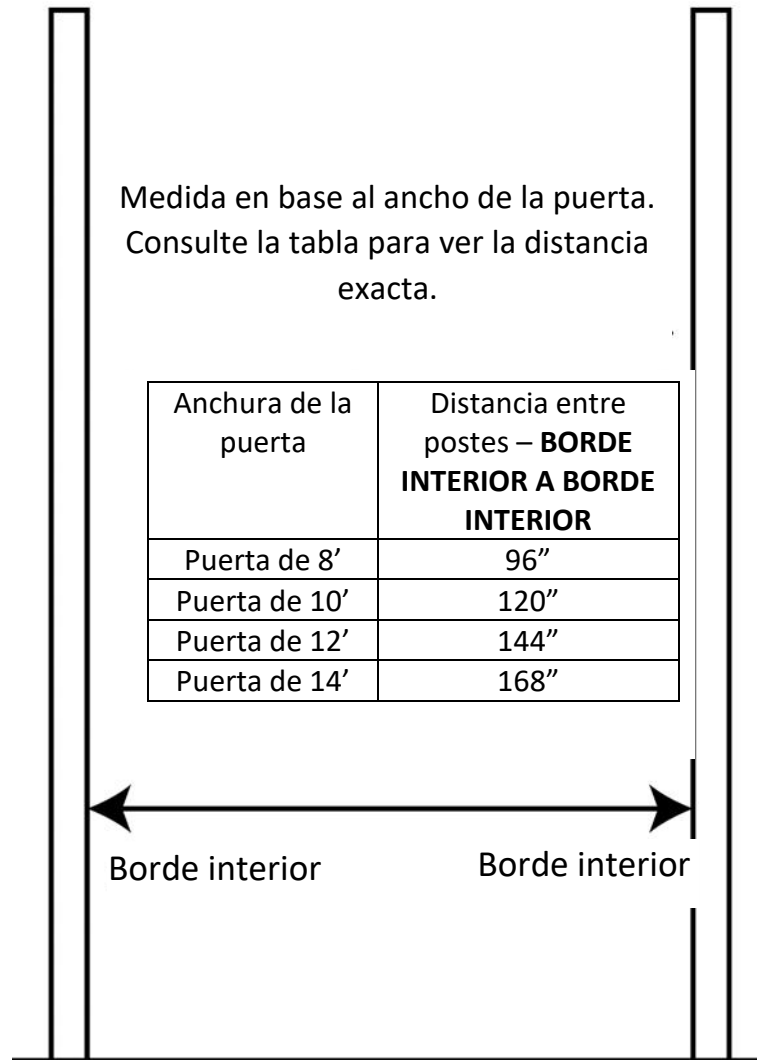 Medida en base al ancho de la puerta.
Consulte la tabla para ver la distancia
exacta.
Anchura de la
puerta
Distancia entre
postes – BORDE
INTERIOR A BORDE
INTERIOR
Puerta de 8’ 96”
Puerta de 10’ 120”
Puerta de 12’ 144”
Puerta de 14’ 168”
Borde interior Borde interior